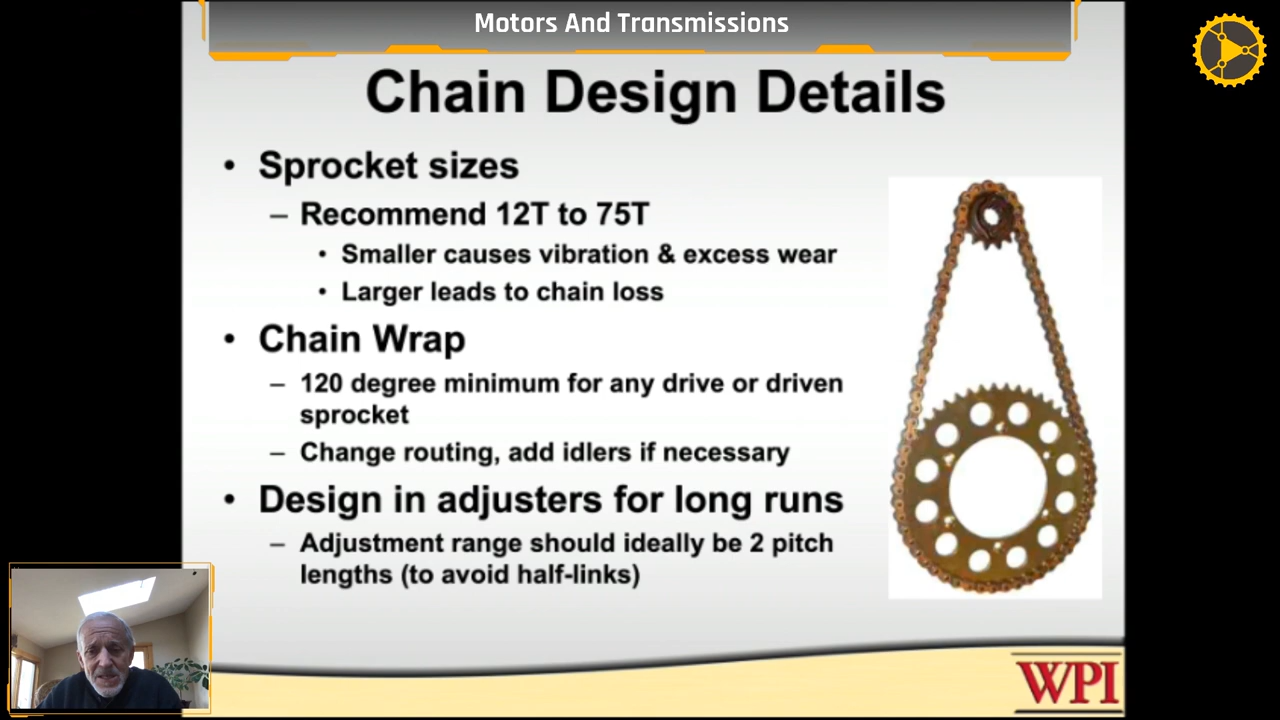 Motors And Transmissions
Chain Design Details
• Sprocket sizes
– Recommend 12T to 75T
• Smaller causes vibration & excess wear
• Larger leads to chain loss
• Chain Wrap
– 120 degree minimum for any drive or driven
sprocket
– Change routing, add idlers if necessary
• Design in adjusters for long runs
– Adjustment range should ideally be 2 pitch
lengths (to avoid half-links)
WPI